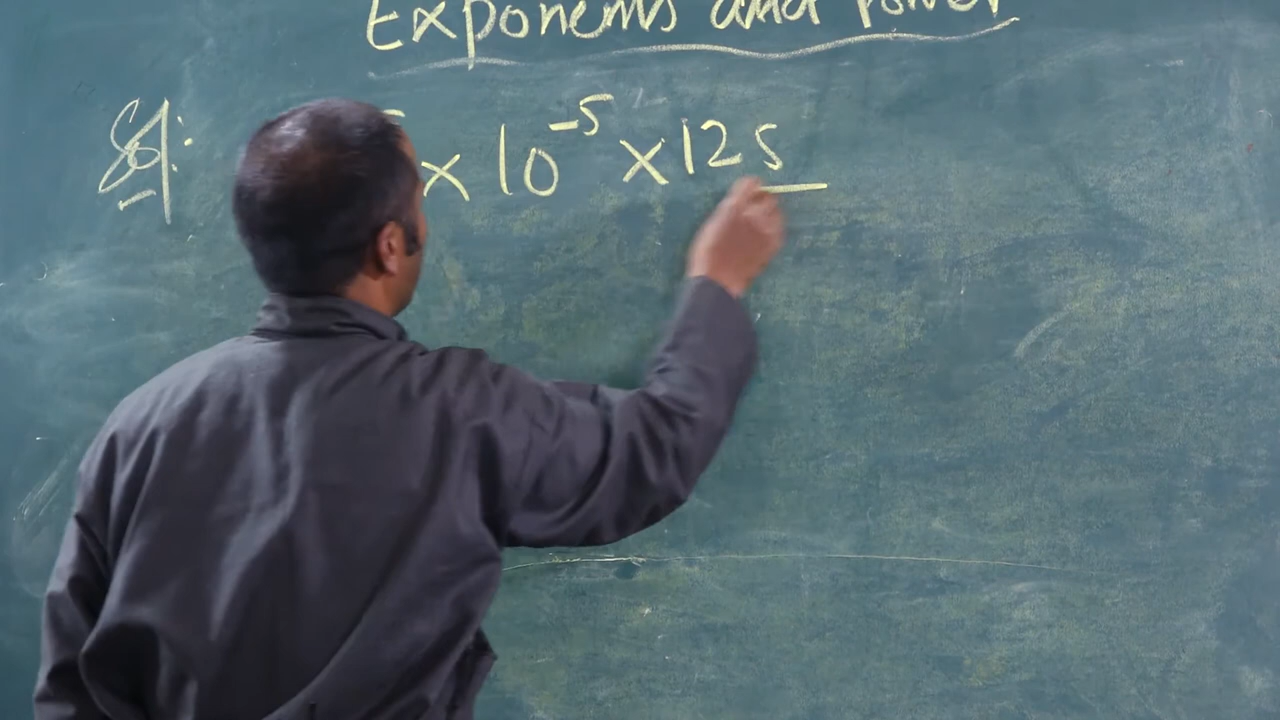 Exponents and Power
Sol:
× 10⁻⁵ × 125